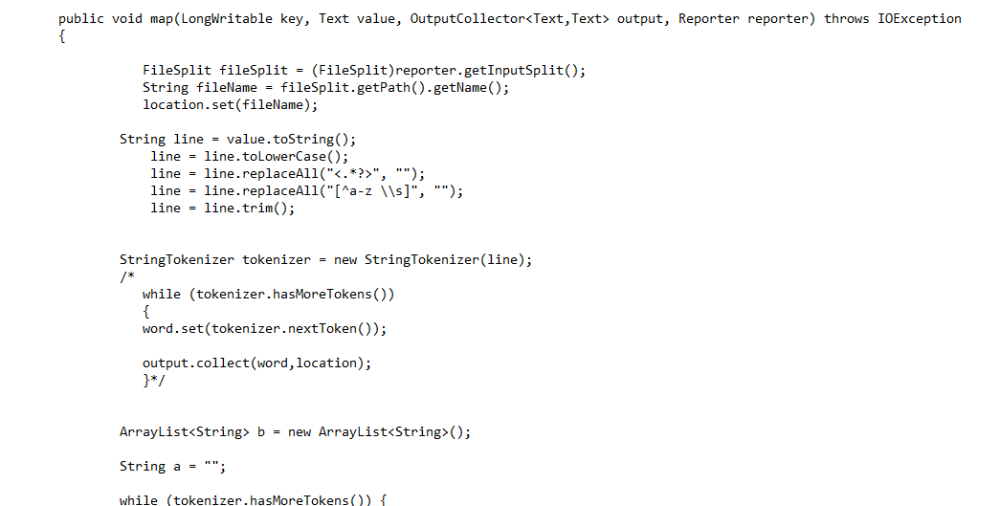 public void map(LongWritable key, Text value, OutputCollector<Text,Text> output, Reporter reporter) throws IOException
{
FileSplit fileSplit = (FileSplit)reporter.getInputSplit();
String fileName = fileSplit.getPath().getName();
location.set(fileName);
String line = value.toString();
line = line.toLowerCase();
line = line.replaceAll("<.*?>", "");
line = line.replaceAll("[^a-z \\s]", "");
line = line.trim();
StringTokenizer tokenizer = new StringTokenizer(line);
/*
while (tokenizer.hasMoreTokens())
{
word.set(tokenizer.nextToken());
output.collect(word,location);
}*/
ArrayList<String> b = new ArrayList<String>();
String a = "";
while (tokenizer.hasMoreTokens()) {